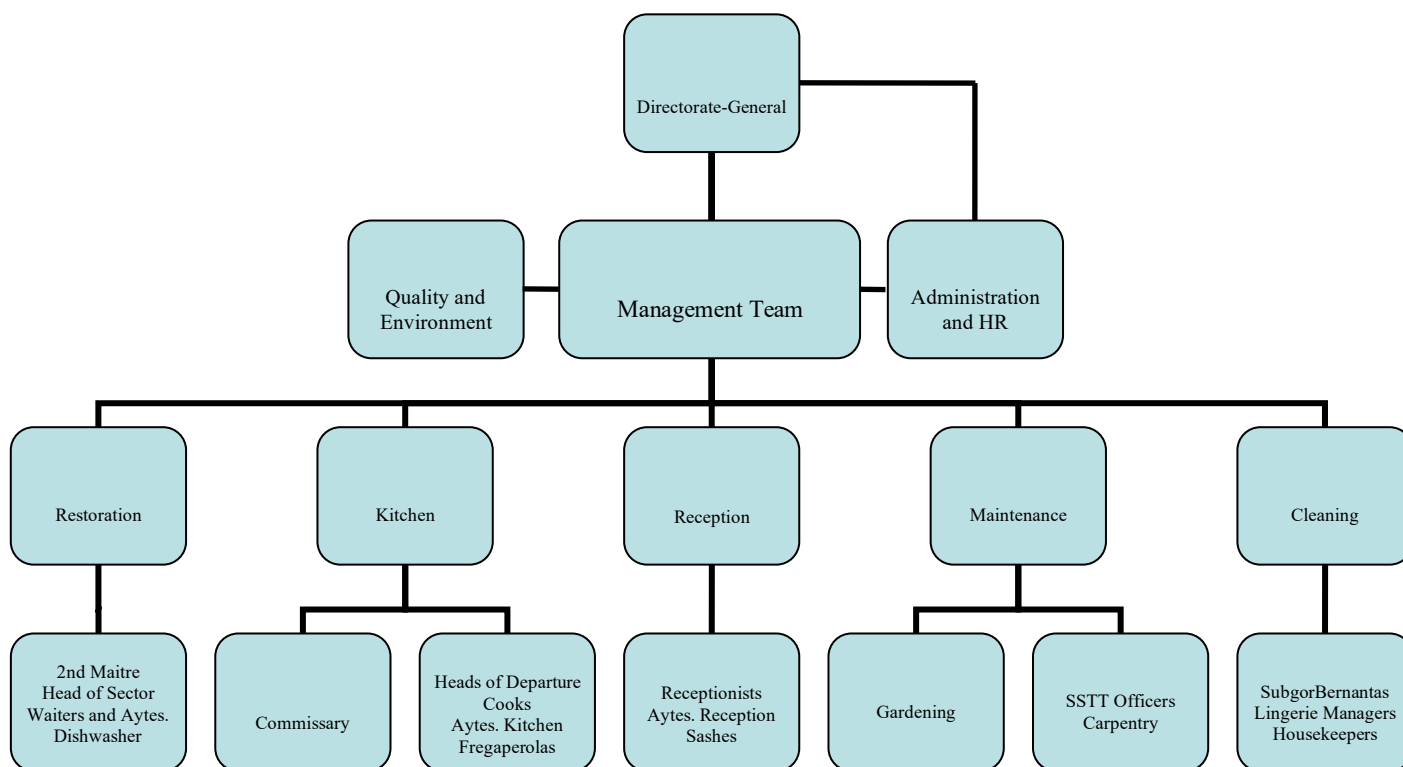 Directorate-General
Quality and
Environment
Management Team
Administration
and HR
Restoration
Kitchen
Reception
Maintenance
Cleaning
2nd Maitre
Head of Sector
Waiters and Aytes.
Dishwasher
Commissary
Heads of Departure
Cooks
Aytes. Kitchen
Fregaperolas
Receptionists
Aytes. Reception
Sashes
Gardening
SSTT Officers
Carpentry
SubgorBernantas
Lingerie Managers
Housekeepers